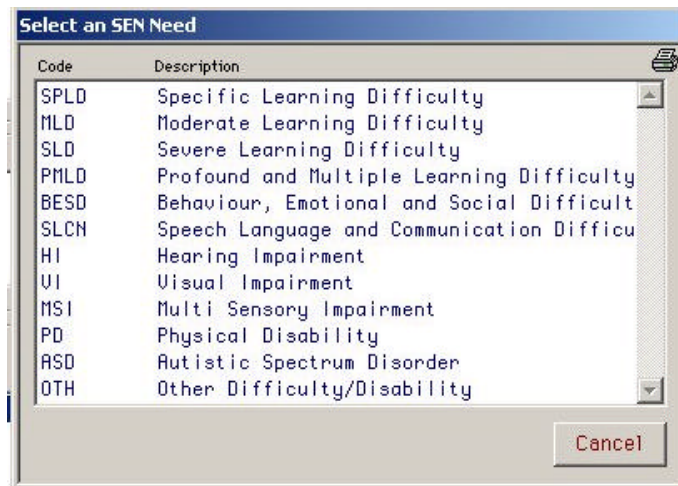 Select an SEN Need
Code Description
SPLD Specific Learning Difficulty
MLD Moderate Learning Difficulty
SLD Severe Learning Difficulty
PMLD Profound and Multiple Learning Difficulty
BESD Behaviour, Emotional and Social Difficult
SLCN Speech Language and Communication Difficu
HI Hearing Impairment
VI Visual Impairment
MSI Multi Sensory Impairment
PD Physical Disability
ASD Autistic Spectrum Disorder
OTH Other Difficulty/Disability
Cancel